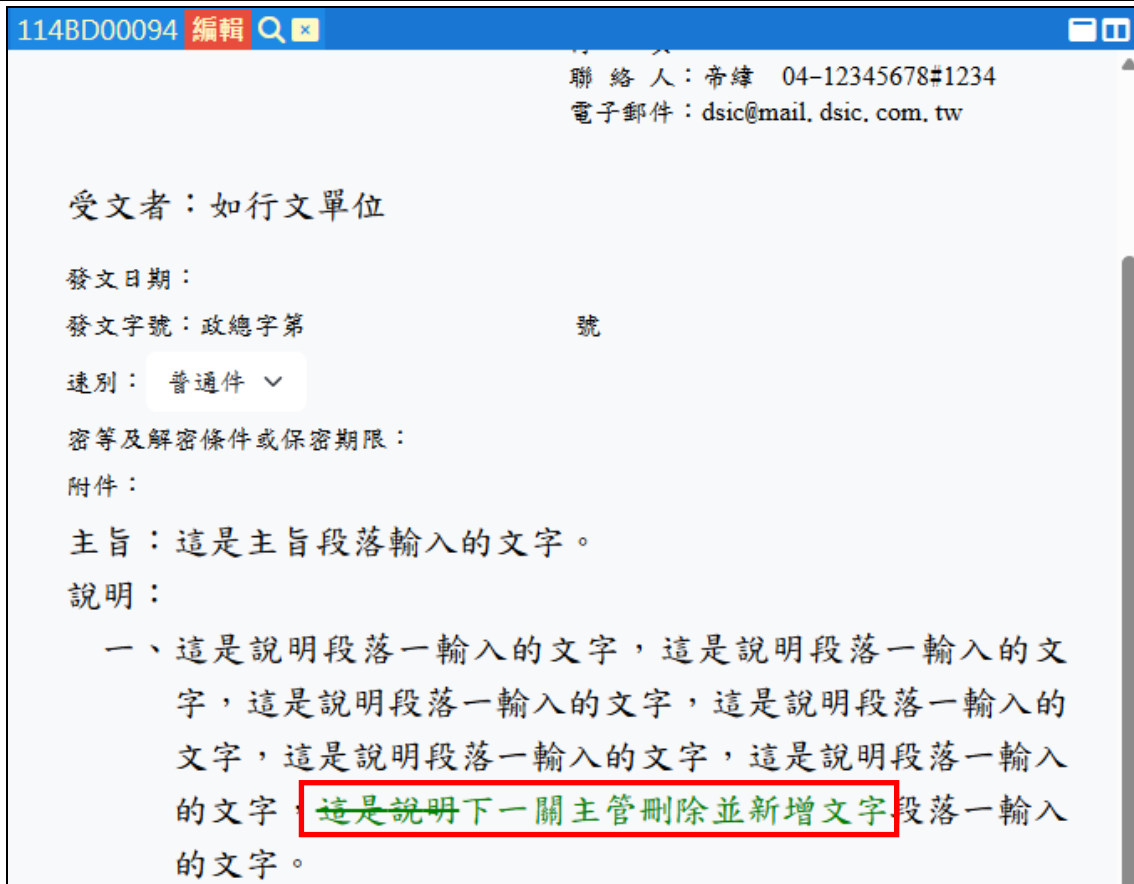 114BD00094 編輯
聯 絡 人：帝緯　04-12345678#1234
電子郵件：dsic@mail.dsic.com.tw
受文者：如行文單位
發文日期：
發文字號：政總字第　　　　　　　　　　號
速別：　普通件
密等及解密條件或保密期限：
附件：
主旨：這是主旨段落輸入的文字。
說明：
一、這是說明段落一輸入的文字，這是說明段落一輸入的文
字，這是說明段落一輸入的文字，這是說明段落一輸入的
文字，這是說明段落一輸入的文字，這是說明段落一輸入
的文字，這是說明下一關主管刪除並新增文字段落一輸入
的文字。